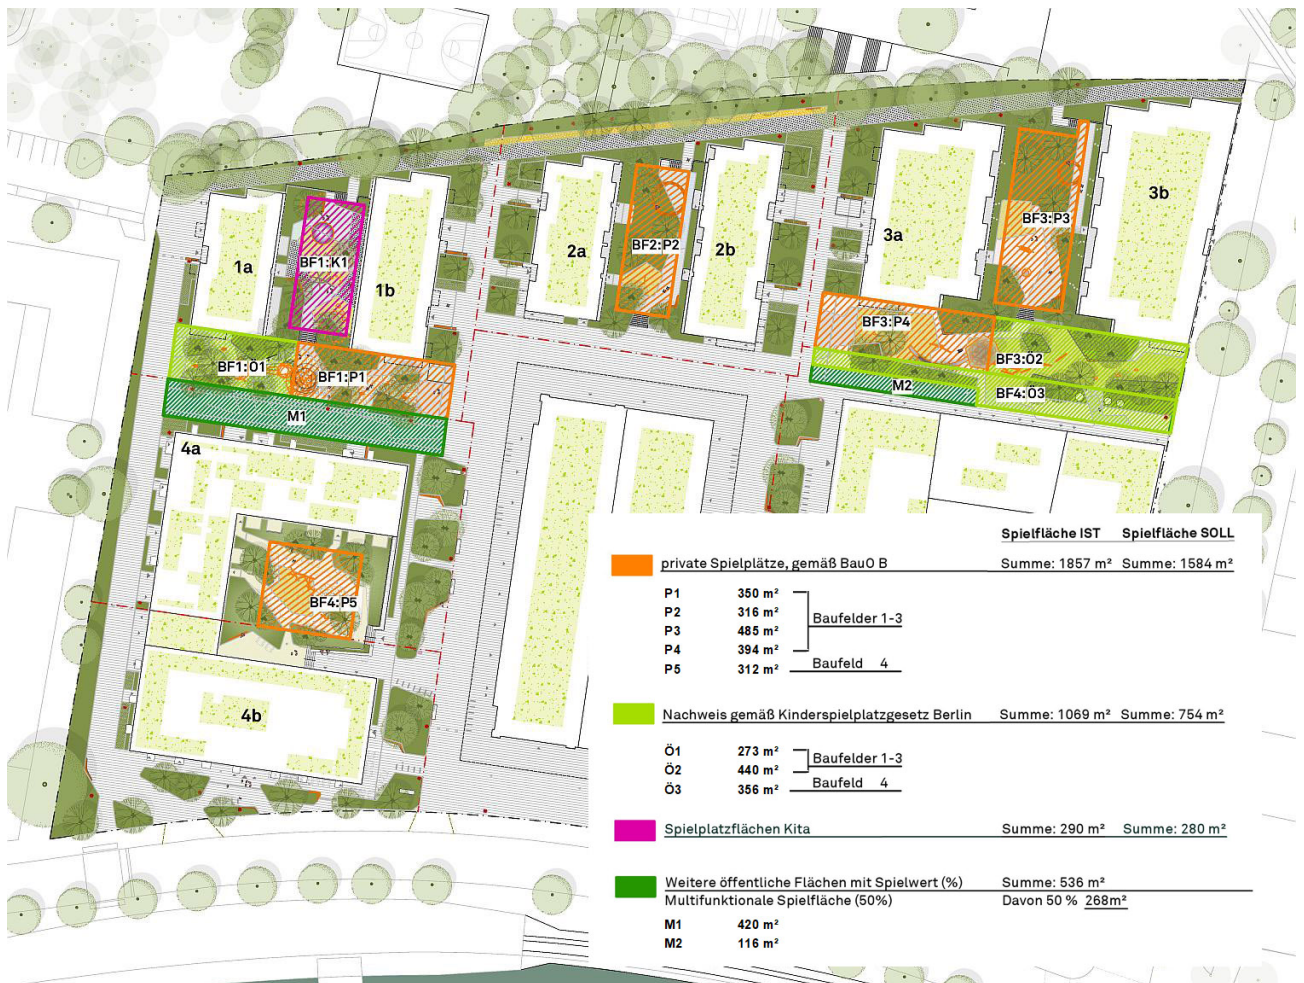 3b
BF3:P3
3a
2a
BF2:P2
2b
1a
BF1:K1
1b
BF3:P4
BF3:Ö2
BF1:Ö1
BF1:P1
M2
BF4:Ö3
M1
4a
BF4:P5
4b
Spielfläche IST Spielfläche SOLL
private Spielplätze, gemäß BauO B Summe: 1857 m² Summe: 1584 m²
P1 350 m²
P2 316 m²
Baufelder 1-3
P3 485 m²
P4 394 m²
P5 312 m² Baufeld 4
Nachweis gemäß Kinderspielplatzgesetz Berlin Summe: 1069 m² Summe: 754 m²
Ö1 273 m²
Baufelder 1-3
Ö2 440 m²
Ö3 356 m² Baufeld 4
Spielplatzflächen Kita Summe: 290 m² Summe: 280 m²
Weitere öffentliche Flächen mit Spielwert (%) Summe: 536 m²
Multifunktionale Spielfläche (50%) Davon 50 % 268m²
M1 420 m²
M2 116 m²